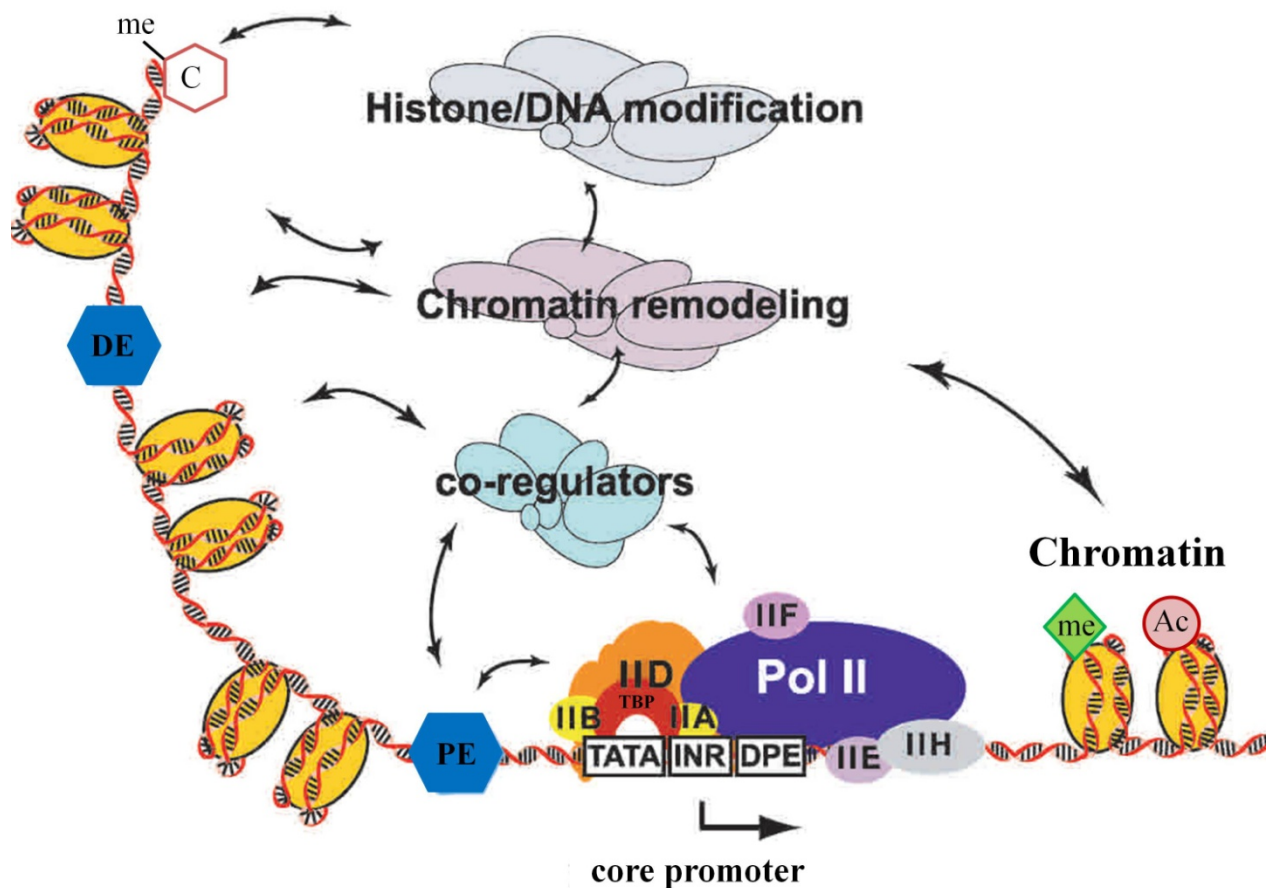 me
C
Histone/DNA modification
Chromatin remodeling
DE
co-regulators
Chromatin
me
Ac
IIF
Pol II
IID
TBP
IIB
IIA
PE
TATA
INR
DPE
IIE
IIH
core promoter